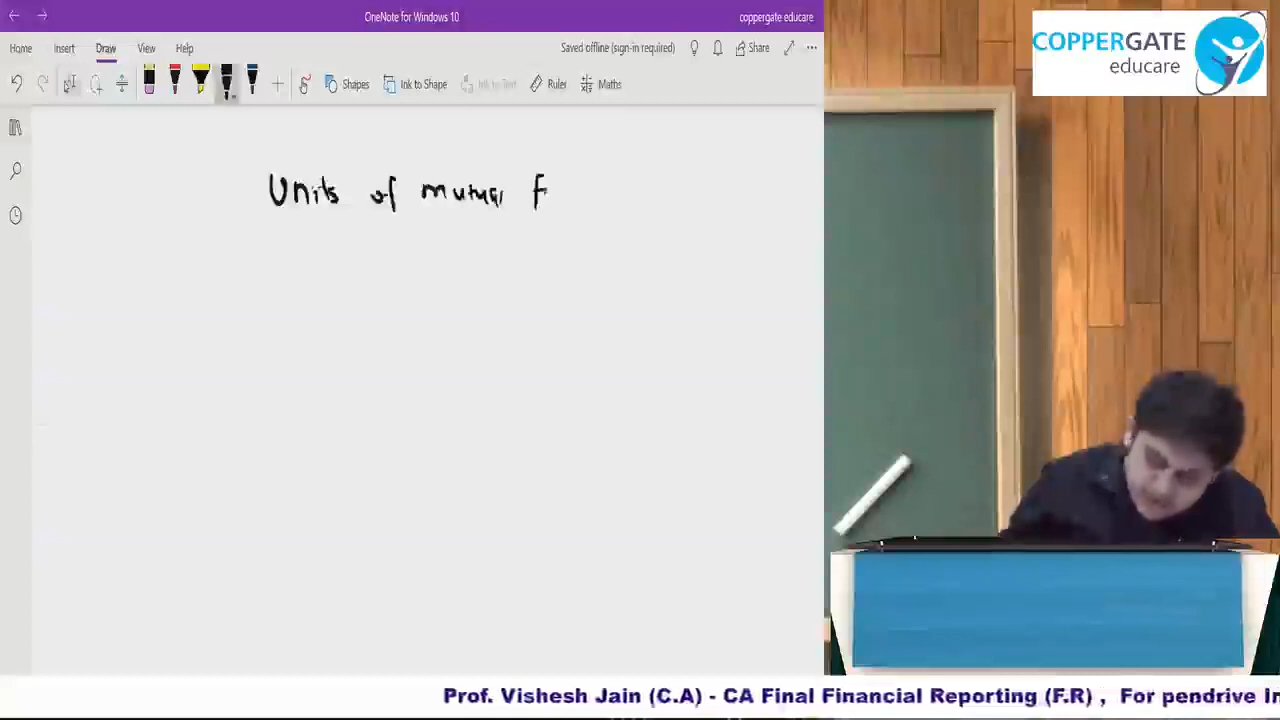 OneNote for Windows 10
coppergate educare
Home Insert Draw View Help
Saved offline (sign-in required)
Share
Shapes
Ink to Shape
Ink to Text
Ruler
Maths
COPPERGATE
educare
Units of mutual F
Prof. Vishesh Jain (C.A) - CA Final Financial Reporting (F.R) , For pendrive In